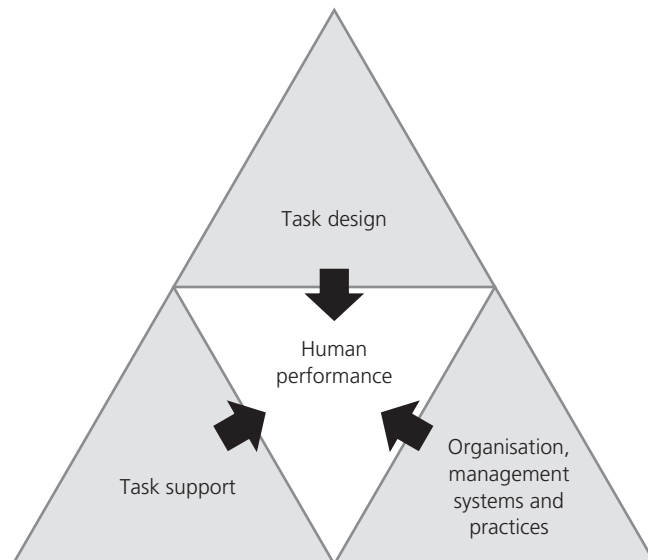 Task design
Human
performance
Task support
Organisation,
management
systems and
practices